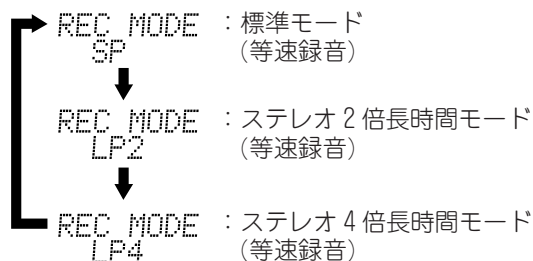 REC MODE :標準モード
SP (等速録音)
REC MODE :ステレオ2倍長時間モード
LP2 (等速録音)
REC MODE :ステレオ4倍長時間モード
LP4 (等速録音)